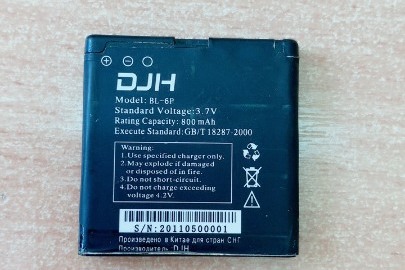 DJH
Model: BL-6P
Standard Voltage:3.7V
Rating Capacity: 800 mAh
Execute Standard:GB/T 18287-2000
Warning:
1.Use specified charger only.
2.May explode if damaged
or disposed of in fire.
3.Do not short-circuit.
4.Do not charge exceeding
voltage 4.2V.
S/N:20110500001
Произведено в Китае для стран СНГ
Произведено DJH